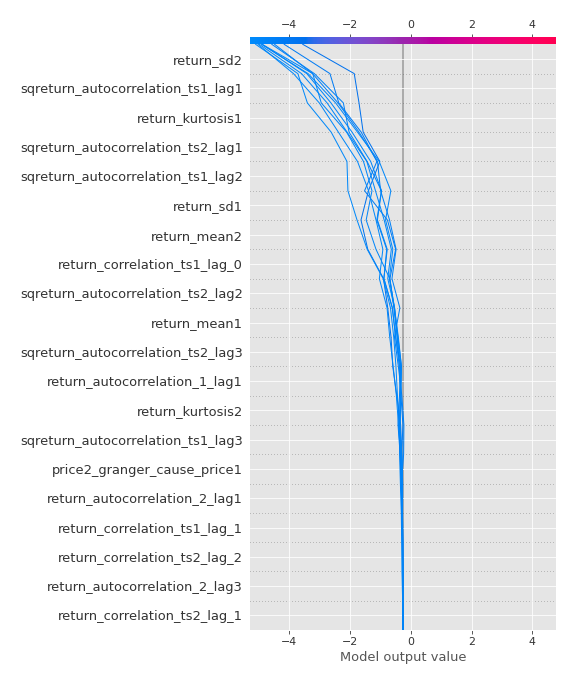 −4 −2 0 2 4
return_sd2
sqreturn_autocorrelation_ts1_lag1
return_kurtosis1
sqreturn_autocorrelation_ts2_lag1
sqreturn_autocorrelation_ts1_lag2
return_sd1
return_mean2
return_correlation_ts1_lag_0
sqreturn_autocorrelation_ts2_lag2
return_mean1
sqreturn_autocorrelation_ts2_lag3
return_autocorrelation_1_lag1
return_kurtosis2
sqreturn_autocorrelation_ts1_lag3
price2_granger_cause_price1
return_autocorrelation_2_lag1
return_correlation_ts1_lag_1
return_correlation_ts2_lag_2
return_autocorrelation_2_lag3
return_correlation_ts2_lag_1
−4 −2 0 2 4
Model output value